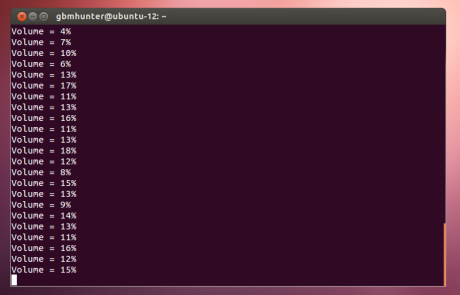 gbmhunter@ubuntu-12: ~
Volume = 4%
Volume = 7%
Volume = 10%
Volume = 6%
Volume = 13%
Volume = 17%
Volume = 11%
Volume = 13%
Volume = 16%
Volume = 11%
Volume = 13%
Volume = 18%
Volume = 12%
Volume = 8%
Volume = 15%
Volume = 13%
Volume = 9%
Volume = 14%
Volume = 13%
Volume = 11%
Volume = 16%
Volume = 12%
Volume = 15%